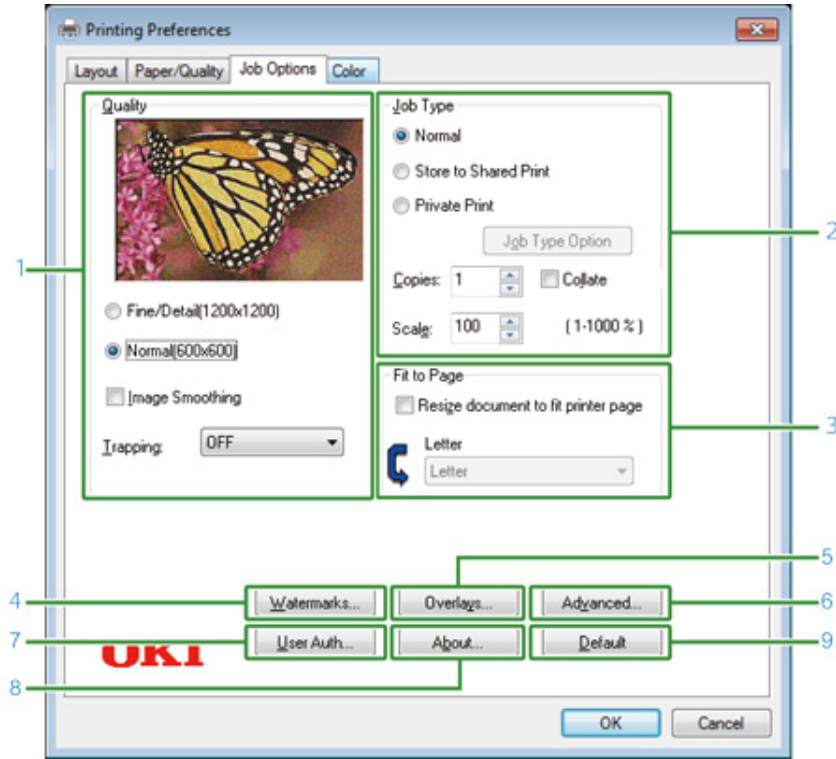 Printing Preferences
Layout Paper/Quality Job Options Color
Quality
Fine/Detail(1200x1200)
Normal(600x600)
Image Smoothing
Trapping: OFF
Job Type
Normal
Store to Shared Print
Private Print
Job Type Option
Copies: 1 Collate
Scale: 100 (1-1000 %)
Fit to Page
Resize document to fit printer page
Letter
Letter
1
2
3
5
4 Watermarks... Overlays... Advanced... 6
7 User Auth... About... Default 9
OKI
8
OK Cancel